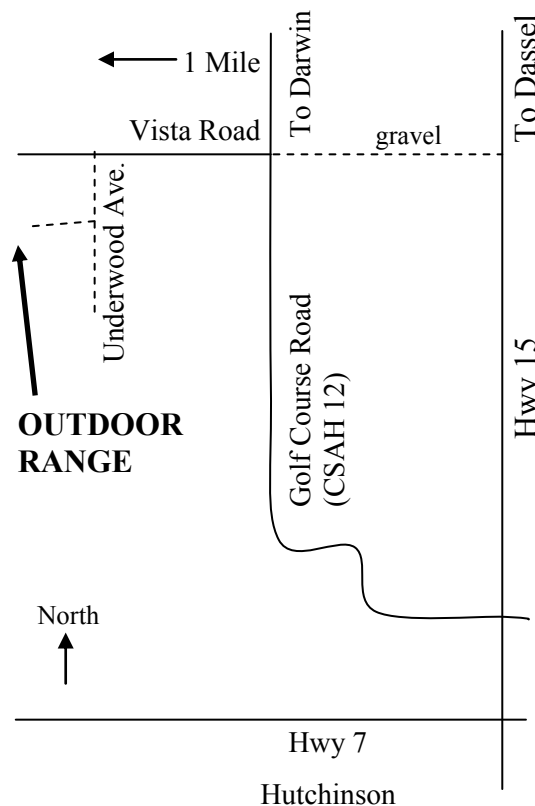 1 Mile
To Darwin
To Dassel
Vista Road
gravel
Underwood Ave.
OUTDOOR
RANGE
Golf Course Road
(CSAH 12)
Hwy 15
North
Hwy 7
Hutchinson